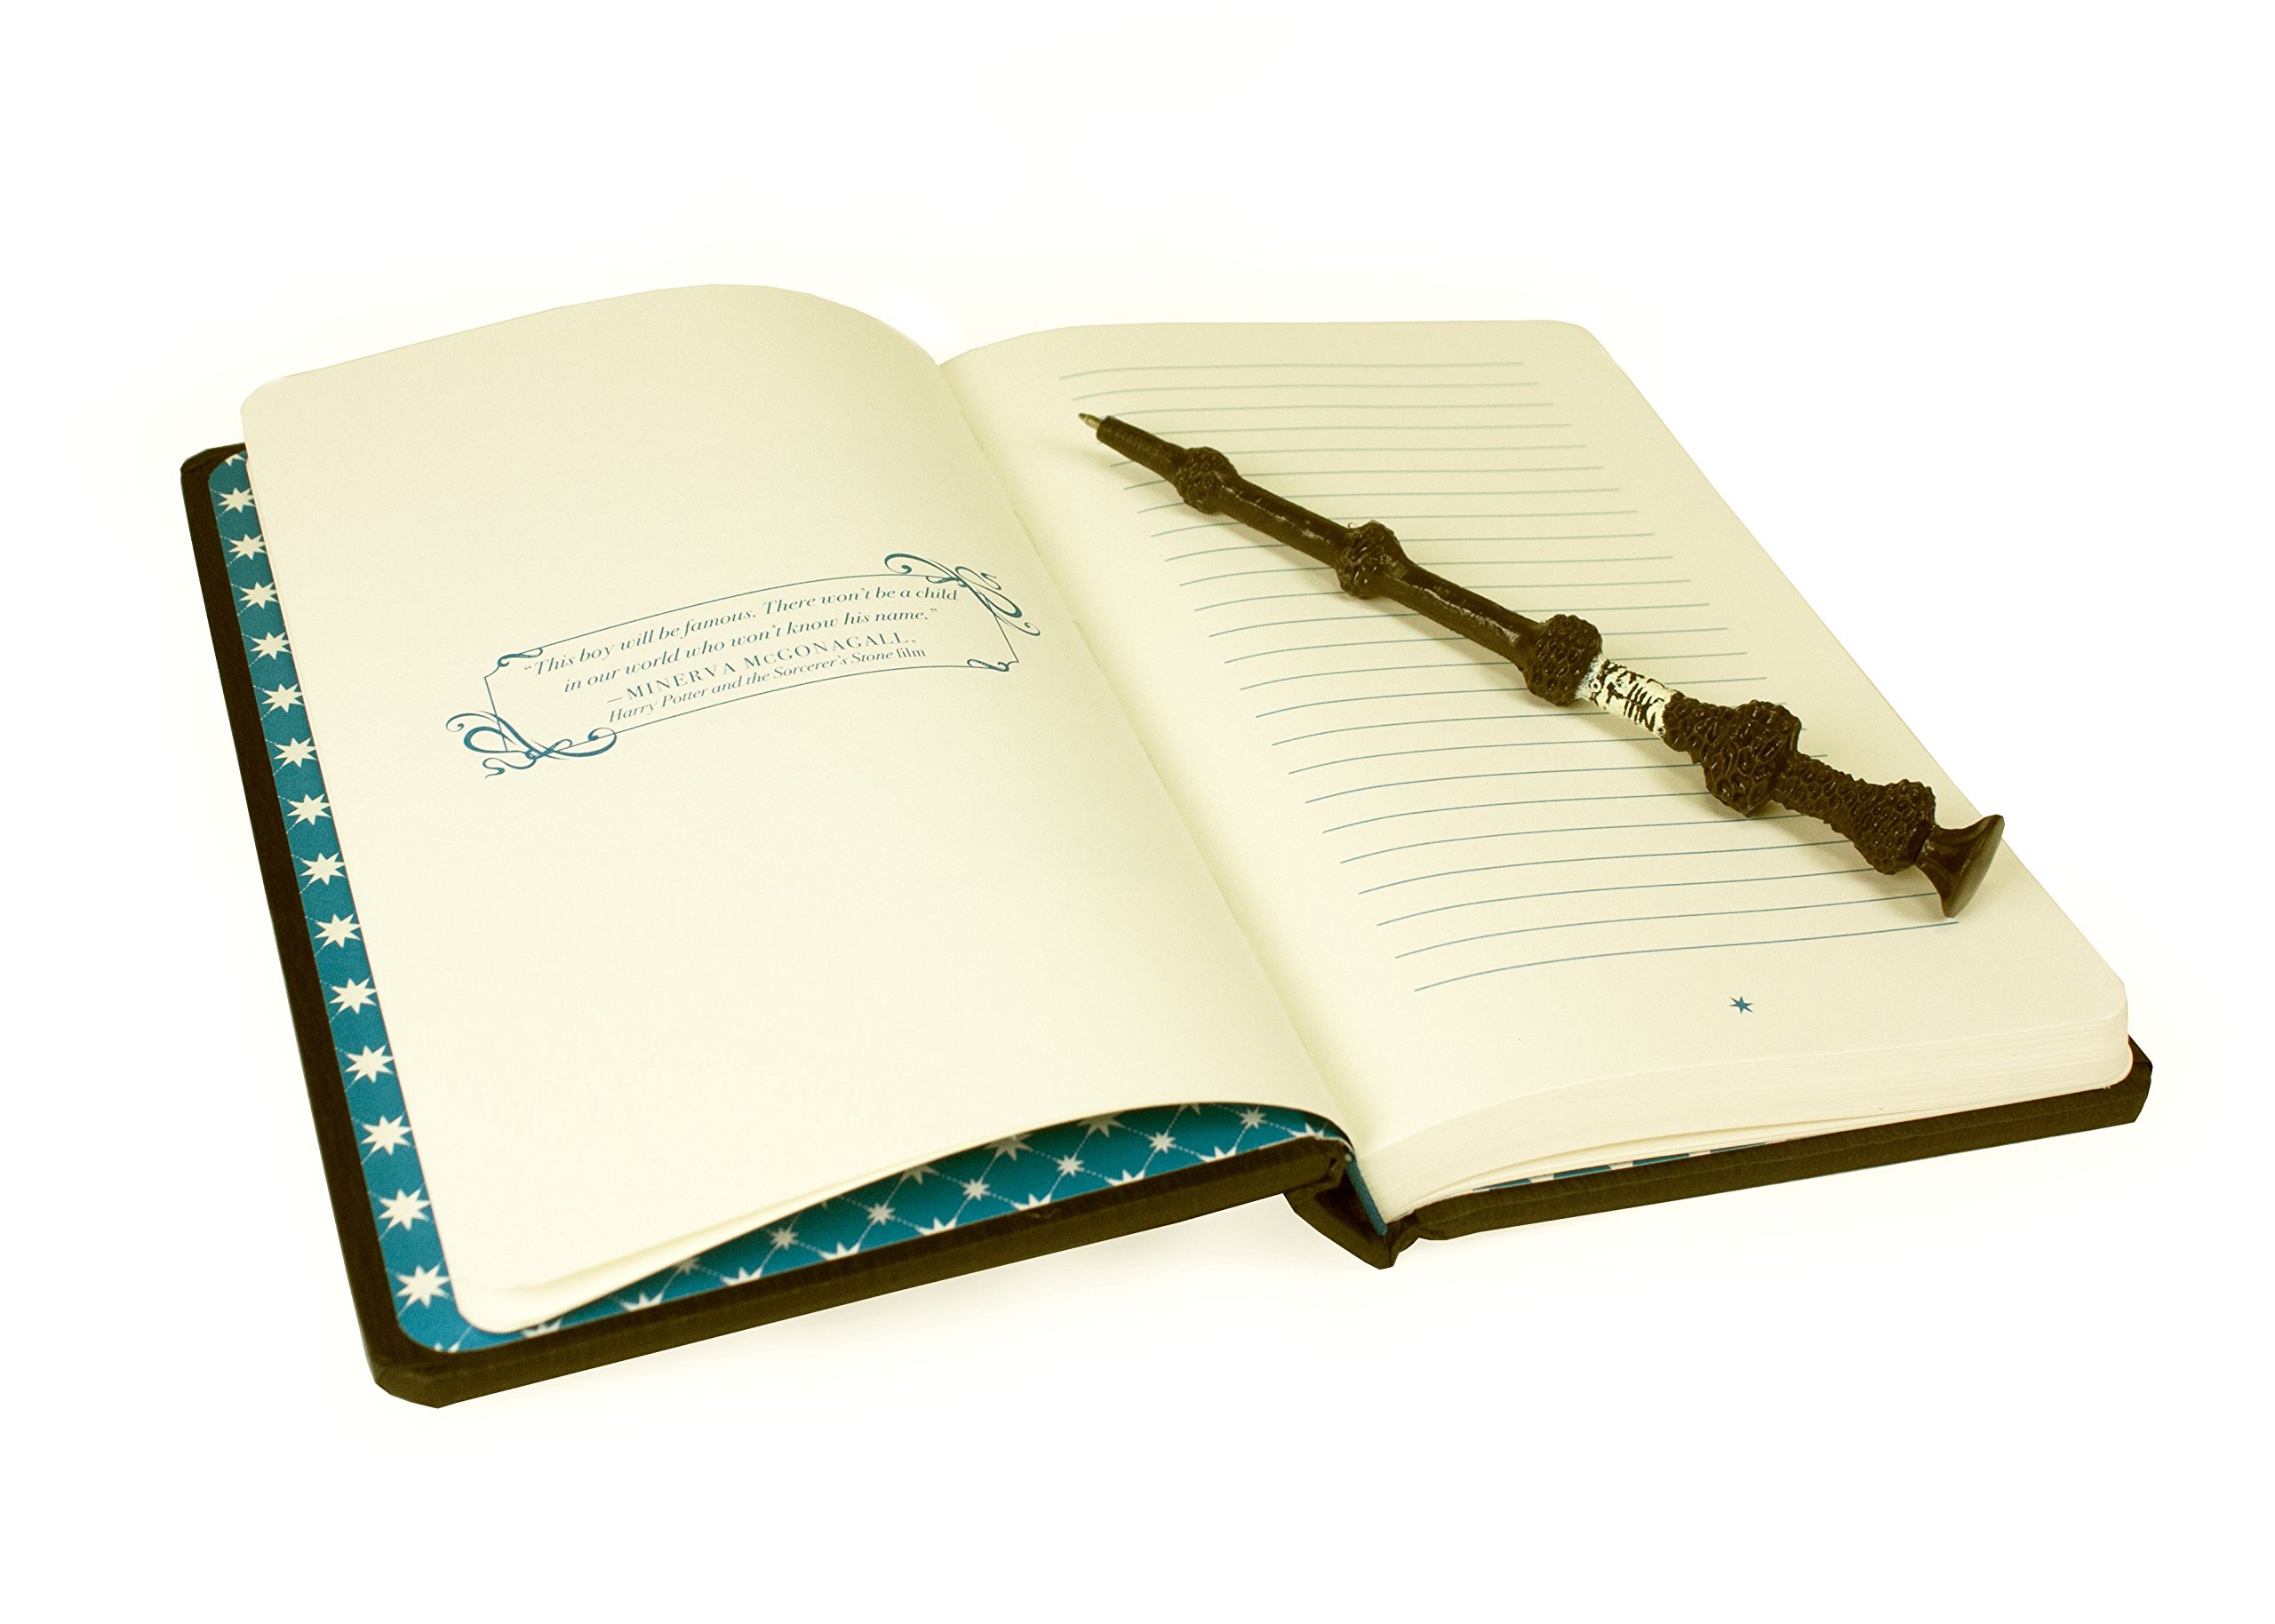 “This boy will be famous. There won’t be a child
in our world who won’t know his name.”
—MINERVA McGONAGALL,
Harry Potter and the Sorcerer’s Stone film